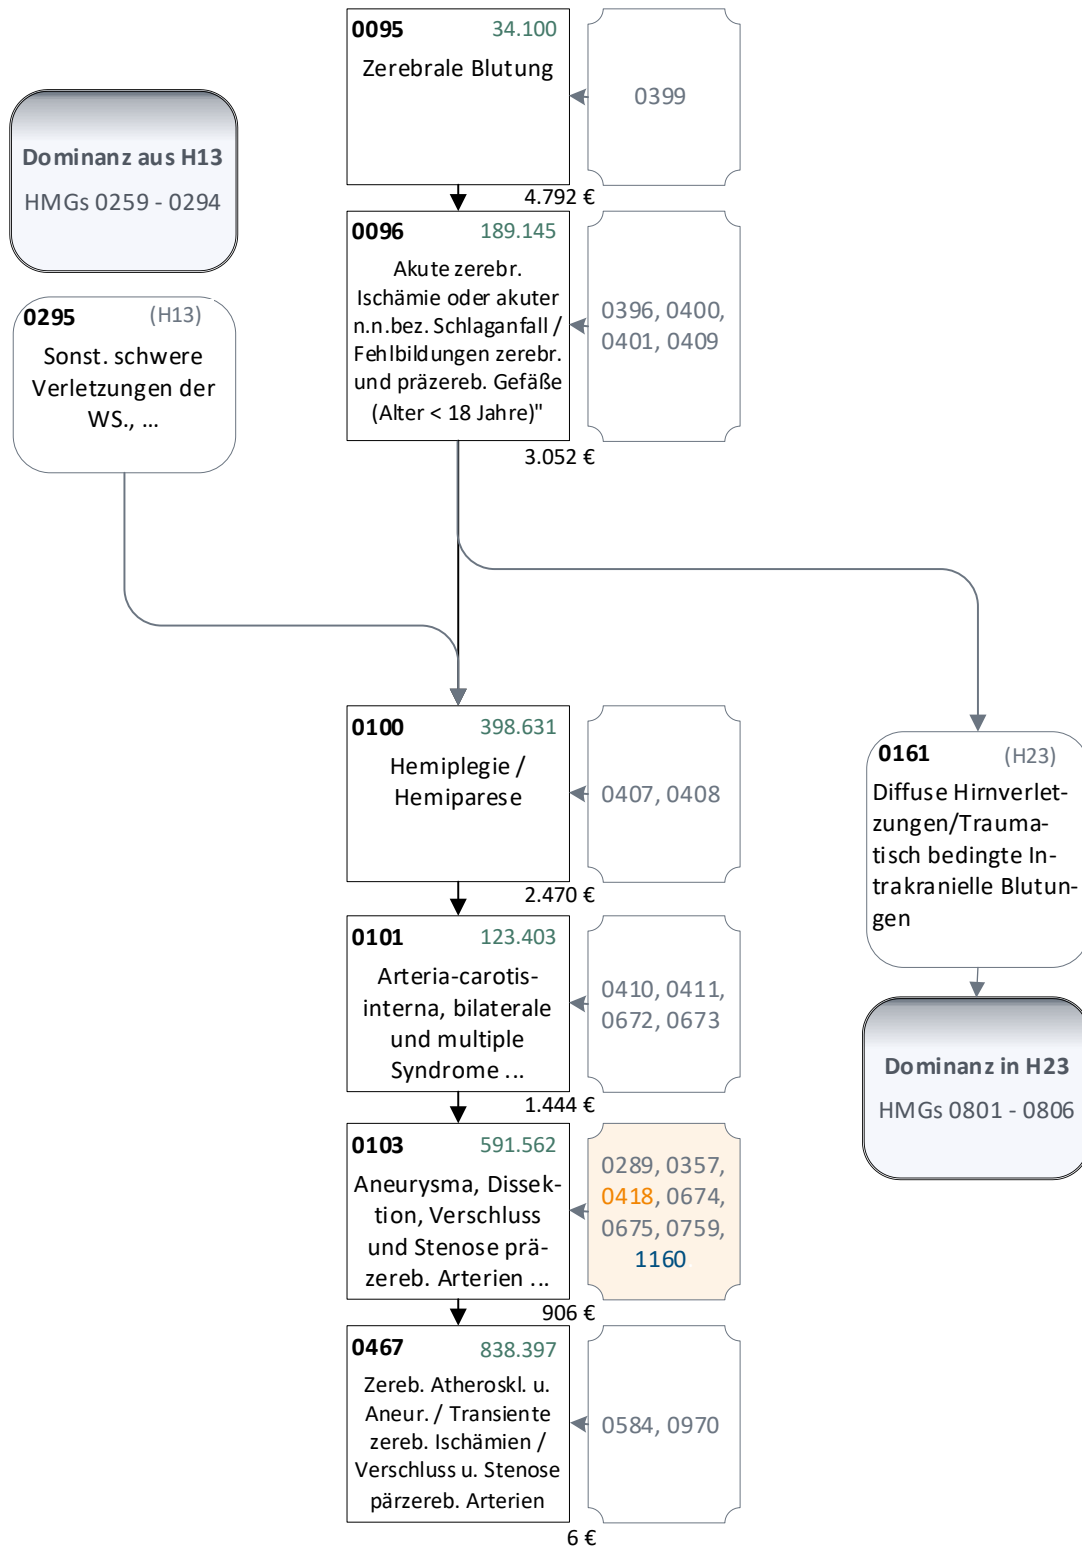 0095 34.100
Zerebrale Blutung
0399
4.792 €
Dominanz aus H13
HMGs 0259 - 0294
0096 189.145
Akute zerebr.
Ischämie oder akuter
n.n.bez. Schlaganfall /
Fehlbildungen zerebr.
und präzereb. Gefäße
(Alter < 18 Jahre)"
0396, 0400,
0401, 0409
3.052 €
0295 (H13)
Sonst. schwere
Verletzungen der
WS., ...
0100 398.631
Hemiplegie /
Hemiparese
0407, 0408
2.470 €
0161 (H23)
Diffuse Hirnverlet-
zungen/Trauma-
tisch bedingte In-
trakranielle Blutun-
gen
0101 123.403
Arteria-carotis-
interna, bilaterale
und multiple
Syndrome ...
0410, 0411,
0672, 0673
1.444 €
Dominanz in H23
HMGs 0801 - 0806
0103 591.562
Aneurysma, Dissek-
tion, Verschluss
und Stenose prä-
zereb. Arterien ...
0289, 0357,
0418, 0674,
0675, 0759,
1160
906 €
0467 838.397
Zereb. Atheroskl. u.
Aneur. / Transiente
zereb. Ischämien /
Verschluss u. Stenose
pärzereb. Arterien
0584, 0970
6 €